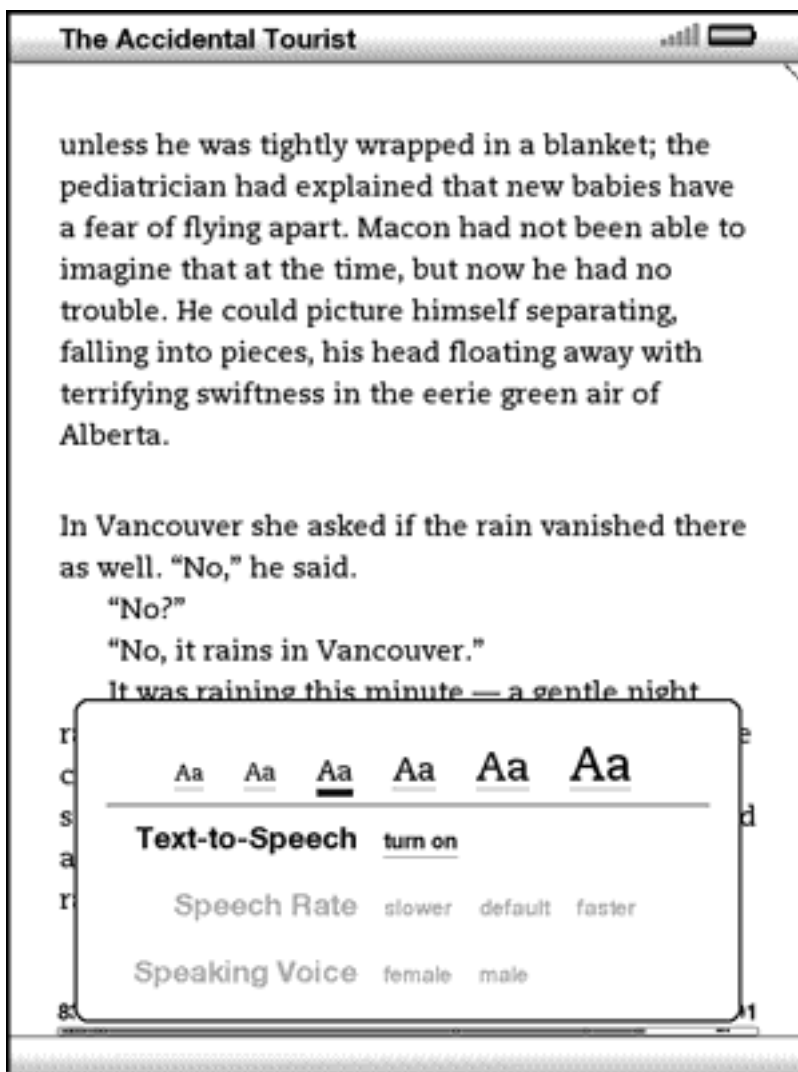 The Accidental Tourist
unless he was tightly wrapped in a blanket; the
pediatrician had explained that new babies have
a fear of flying apart. Macon had not been able to
imagine that at the time, but now he had no
trouble. He could picture himself separating,
falling into pieces, his head floating away with
terrifying swiftness in the eerie green air of
Alberta.
In Vancouver she asked if the rain vanished there
as well. “No,” he said.
“No?”
“No, it rains in Vancouver.”
It was raining this minute — a gentle night
Aa Aa Aa Aa Aa Aa
Text-to-Speech turn on
Speech Rate slower default faster
Speaking Voice female male